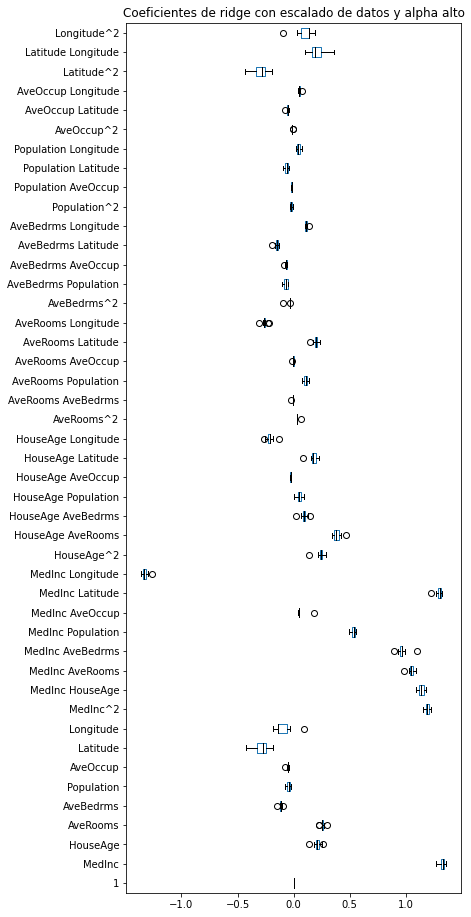 Coeficientes de ridge con escalado de datos y alpha alto
Longitude^2
Latitude Longitude
Latitude^2
AveOccup Longitude
AveOccup Latitude
AveOccup^2
Population Longitude
Population Latitude
Population AveOccup
Population^2
AveBedrms Longitude
AveBedrms Latitude
AveBedrms AveOccup
AveBedrms Population
AveBedrms^2
AveRooms Longitude
AveRooms Latitude
AveRooms AveOccup
AveRooms Population
AveRooms AveBedrms
AveRooms^2
HouseAge Longitude
HouseAge Latitude
HouseAge AveOccup
HouseAge Population
HouseAge AveBedrms
HouseAge AveRooms
HouseAge^2
MedInc Longitude
MedInc Latitude
MedInc AveOccup
MedInc Population
MedInc AveBedrms
MedInc AveRooms
MedInc HouseAge
MedInc^2
Longitude
Latitude
AveOccup
Population
AveBedrms
AveRooms
HouseAge
MedInc
1
−1.0 −0.5 0.0 0.5 1.0